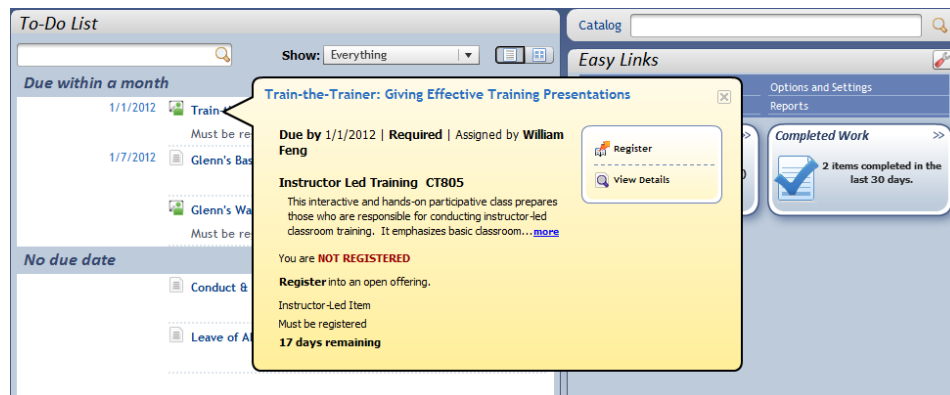 To-Do List
Show: Everything
Due within a month
1/1/2012 Train-th
Must be re
1/7/2012 Glenn's Bas
Glenn's Wa
Must be re
No due date
Conduct &
Leave of Al
Train-the-Trainer: Giving Effective Training Presentations
Due by 1/1/2012 | Required | Assigned by William
Feng
Instructor Led Training CT805
This interactive and hands-on participative class prepares
those who are responsible for conducting instructor-led
classroom training. It emphasizes basic classroom...more
You are NOT REGISTERED
Register into an open offering.
Instructor-Led Item
Must be registered
17 days remaining
Register
View Details
Catalog
Easy Links
Options and Settings
Reports
>>
Completed Work >>
2 items completed in the
last 30 days.